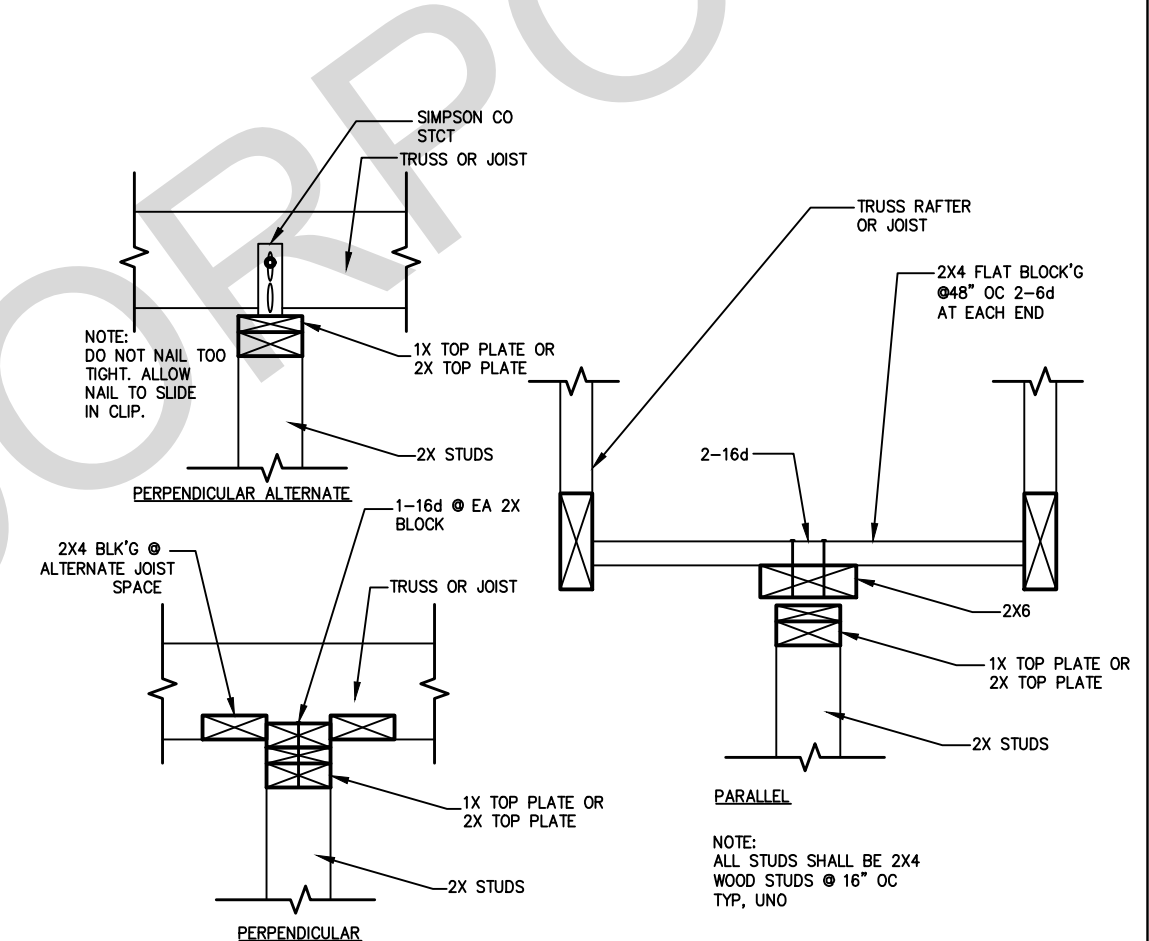 SIMPSON CO
STCT
TRUSS OR JOIST
NOTE:
DO NOT NAIL TOO
TIGHT. ALLOW
NAIL TO SLIDE
IN CLIP.
1X TOP PLATE OR
2X TOP PLATE
2X STUDS
PERPENDICULAR ALTERNATE
1-16d @ EA 2X
BLOCK
2X4 BLK'G @
ALTERNATE JOIST
SPACE
TRUSS OR JOIST
1X TOP PLATE OR
2X TOP PLATE
2X STUDS
PERPENDICULAR
TRUSS RAFTER
OR JOIST
2X4 FLAT BLOCK'G
@48" OC 2-6d
AT EACH END
2-16d
2X6
1X TOP PLATE OR
2X TOP PLATE
2X STUDS
PARALLEL
NOTE:
ALL STUDS SHALL BE 2X4
WOOD STUDS @ 16" OC
TYP, UNO
ORPO